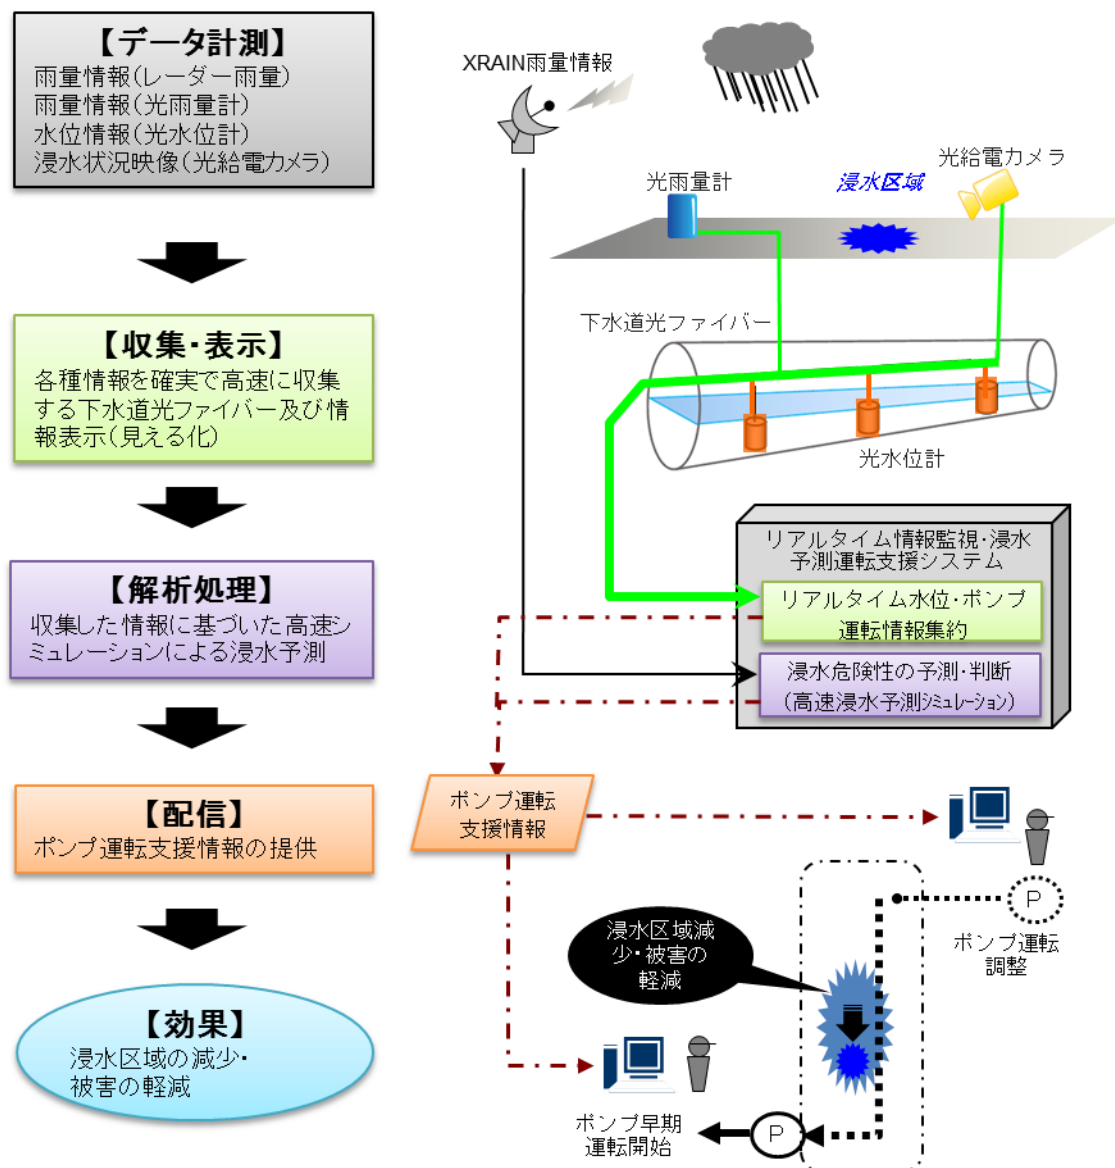 【データ計測】
雨量情報(レーダー雨量)
雨量情報(光雨量計)
水位情報(光水位計)
浸水状況映像(光給電カメラ)
【収集・表示】
各種情報を確実で高速に収集
する下水道光ファイバー及び情
報表示(見える化)
【解析処理】
収集した情報に基づいた高速シ
ミュレーションによる浸水予測
【配信】
ポンプ運転支援情報の提供
【効果】
浸水区域の減少・
被害の軽減
XRAIN雨量情報
光給電カメラ
光雨量計
浸水区域
下水道光ファイバー
光水位計
リアルタイム情報監視・浸水
予測運転支援システム
リアルタイム水位・ポンプ
運転情報集約
浸水危険性の予測・判断
(高速浸水予測シミュレーション)
ポンプ運転
支援情報
P
ポンプ運転
調整
浸水区域減
少・被害の
軽減
ポンプ早期
運転開始
P